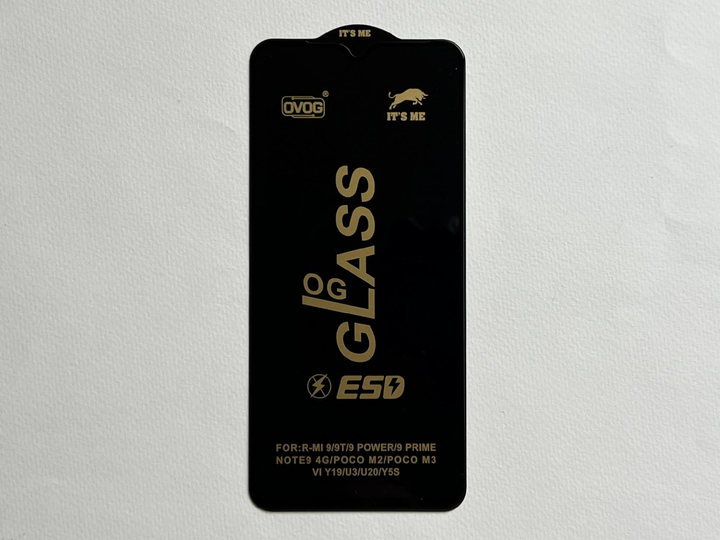 IT'S ME
OVOG®
IT'S ME
OG
GLASS
ESD
FOR:R-MI 9/9T/9 POWER/9 PRIME
NOTE9 4G/POCO M2/POCO M3
VI Y19/U3/U20/Y5S